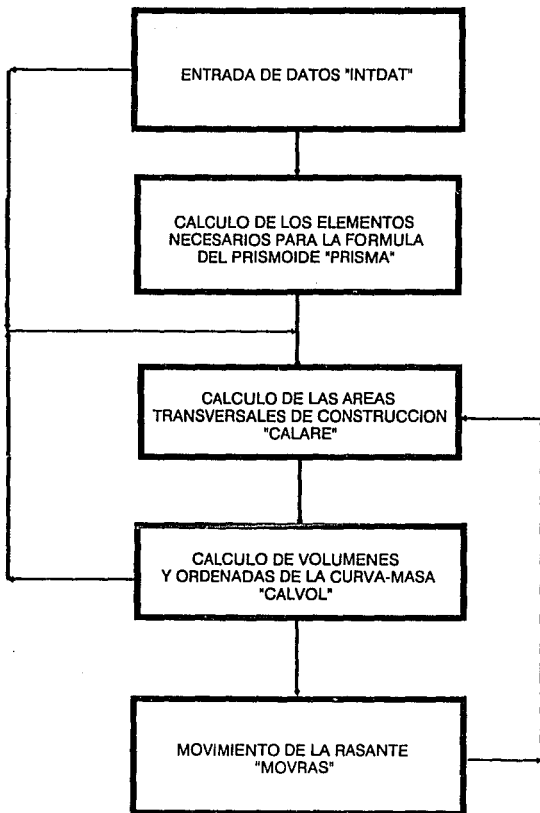 ENTRADA DE DATOS "INTDAT"
CALCULO DE LOS ELEMENTOS
NECESARIOS PARA LA FORMULA
DEL PRISMOIDE "PRISMA"
CALCULO DE LAS AREAS
TRANSVERSALES DE CONSTRUCCION
"CALARE"
CALCULO DE VOLUMENES
Y ORDENADAS DE LA CURVA-MASA
"CALVOL"
MOVIMIENTO DE LA RASANTE
"MOVRAS"